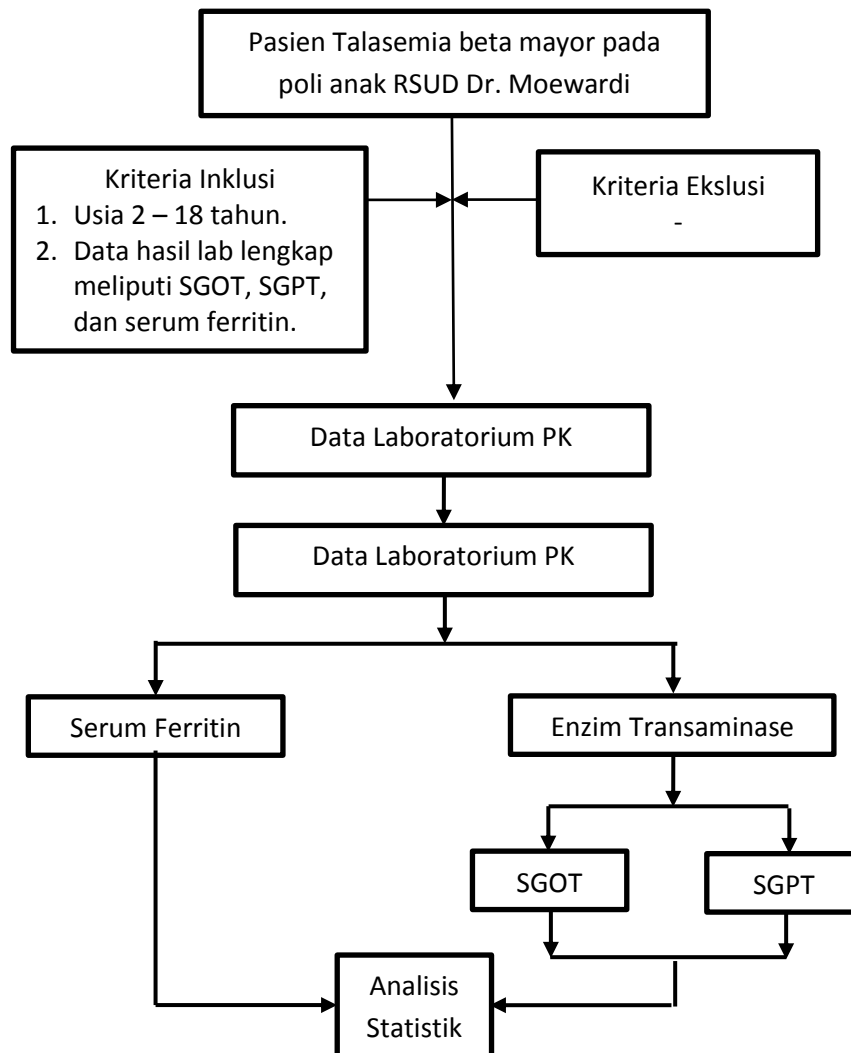 Pasien Talasemia beta mayor pada
poli anak RSUD Dr. Moewardi
Kriteria Inklusi
1. Usia 2 – 18 tahun.
2. Data hasil lab lengkap
meliputi SGOT, SGPT,
dan serum ferritin.
Kriteria Ekslusi
-
Data Laboratorium PK
Data Laboratorium PK
Serum Ferritin
Enzim Transaminase
SGOT
SGPT
Analisis
Statistik